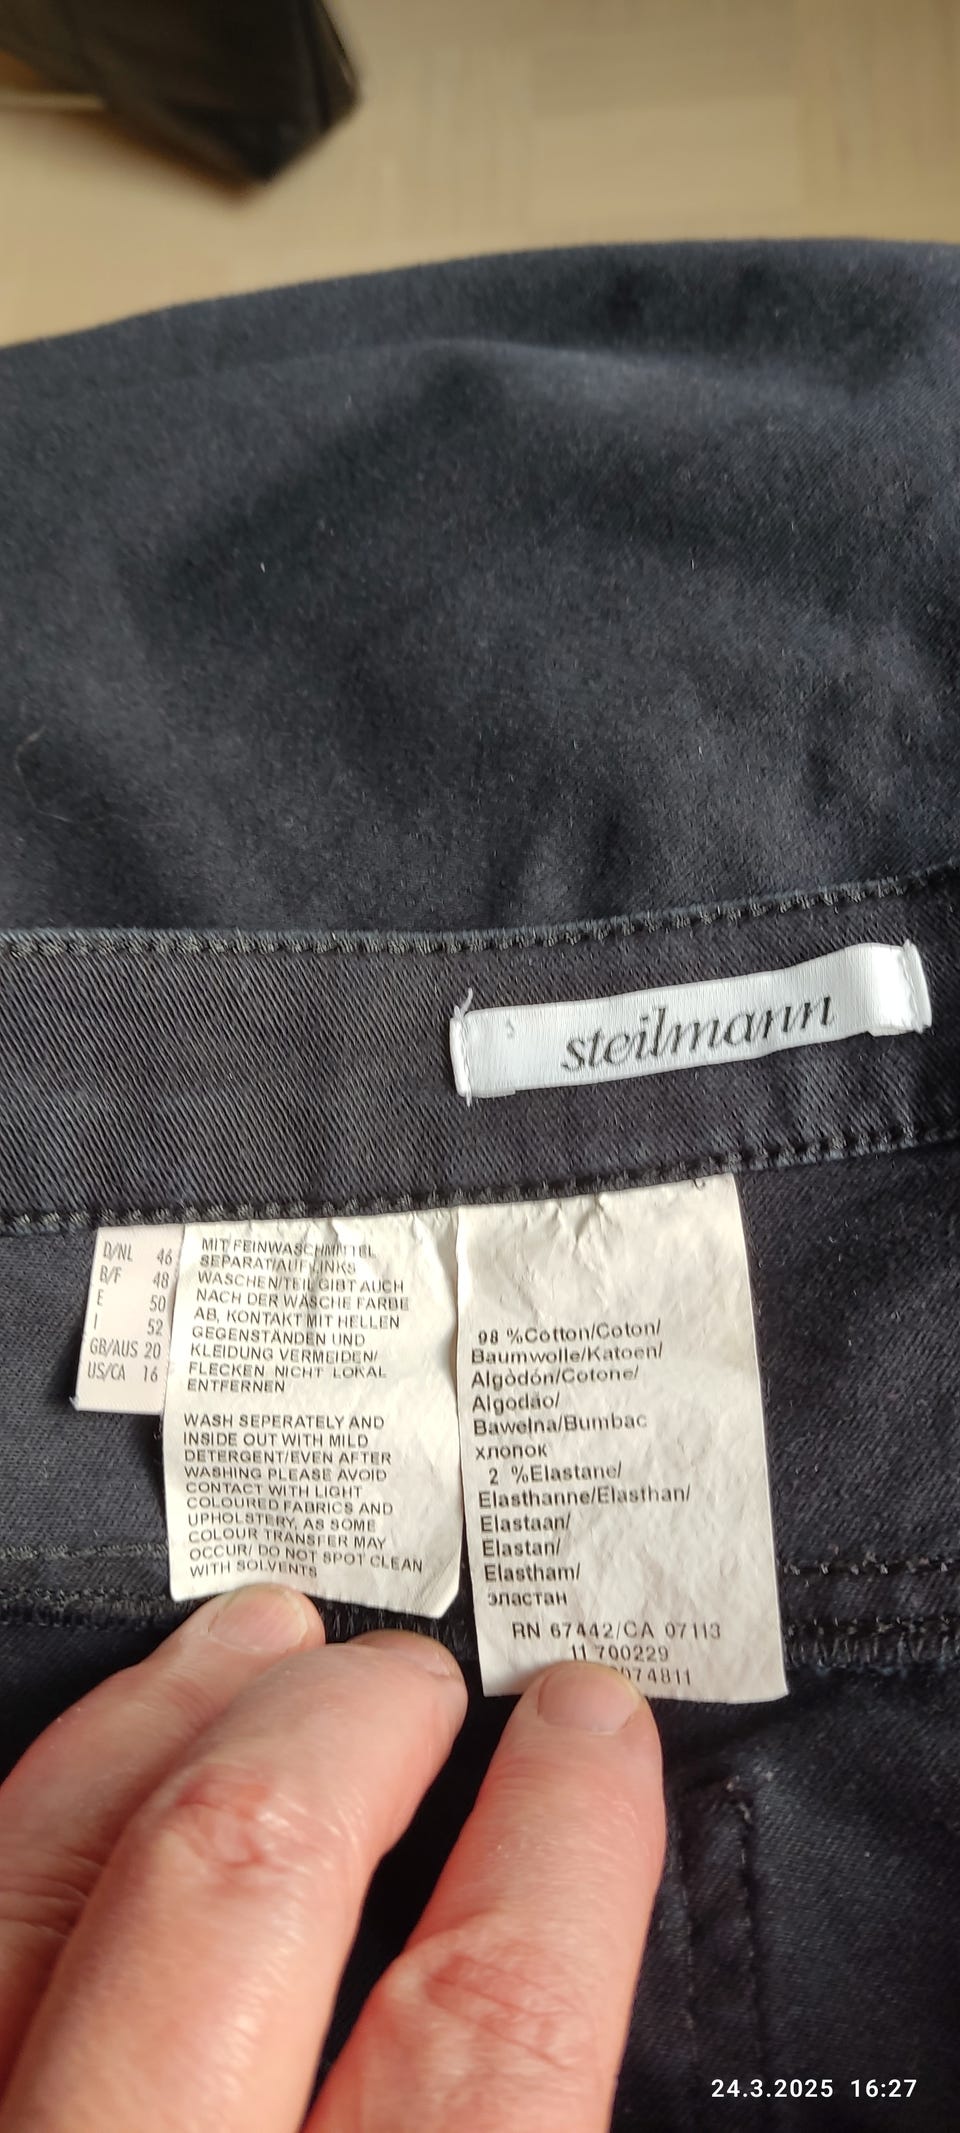 steilmann
D/NL 46
B/F 48
E 50
I 52
GB/AUS 20
US/CA 16
MIT FEINWASCHMITTEL
SEPARAT/AUF LINKS
WASCHEN/TEIL GIBT AUCH
NACH DER WÄSCHE FARBE
AB, KONTAKT MIT HELLEN
GEGENSTÄNDEN UND
KLEIDUNG VERMEIDEN/
FLECKEN NICHT LOKAL
ENTFERNEN
WASH SEPERATELY AND
INSIDE OUT WITH MILD
DETERGENT/EVEN AFTER
WASHING PLEASE AVOID
CONTACT WITH LIGHT
COLOURED FABRICS AND
UPHOLSTERY, AS SOME
COLOUR TRANSFER MAY
OCCUR/ DO NOT SPOT CLEAN
WITH SOLVENTS
98 %Cotton/Coton/
Baumwolle/Katoen/
Algòdón/Cotone/
Algodão/
Bawełna/Bumbac
хлопок
2 %Elastane/
Elasthanne/Elasthan/
Elastaan/
Elastan/
Elastham/
эластан
RN 67442/CA 07113
11 700229
074811
24.3.2025 16:27